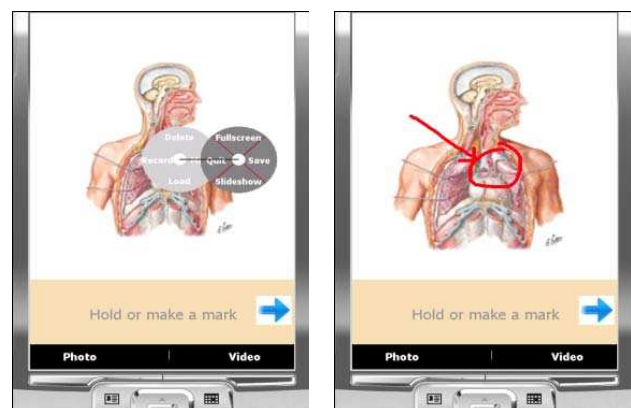 Delete
Fullscreen
Record
Quit
Save
Load
Slideshow
Hold or make a mark
Photo
Video
Hold or make a mark
Photo
Video